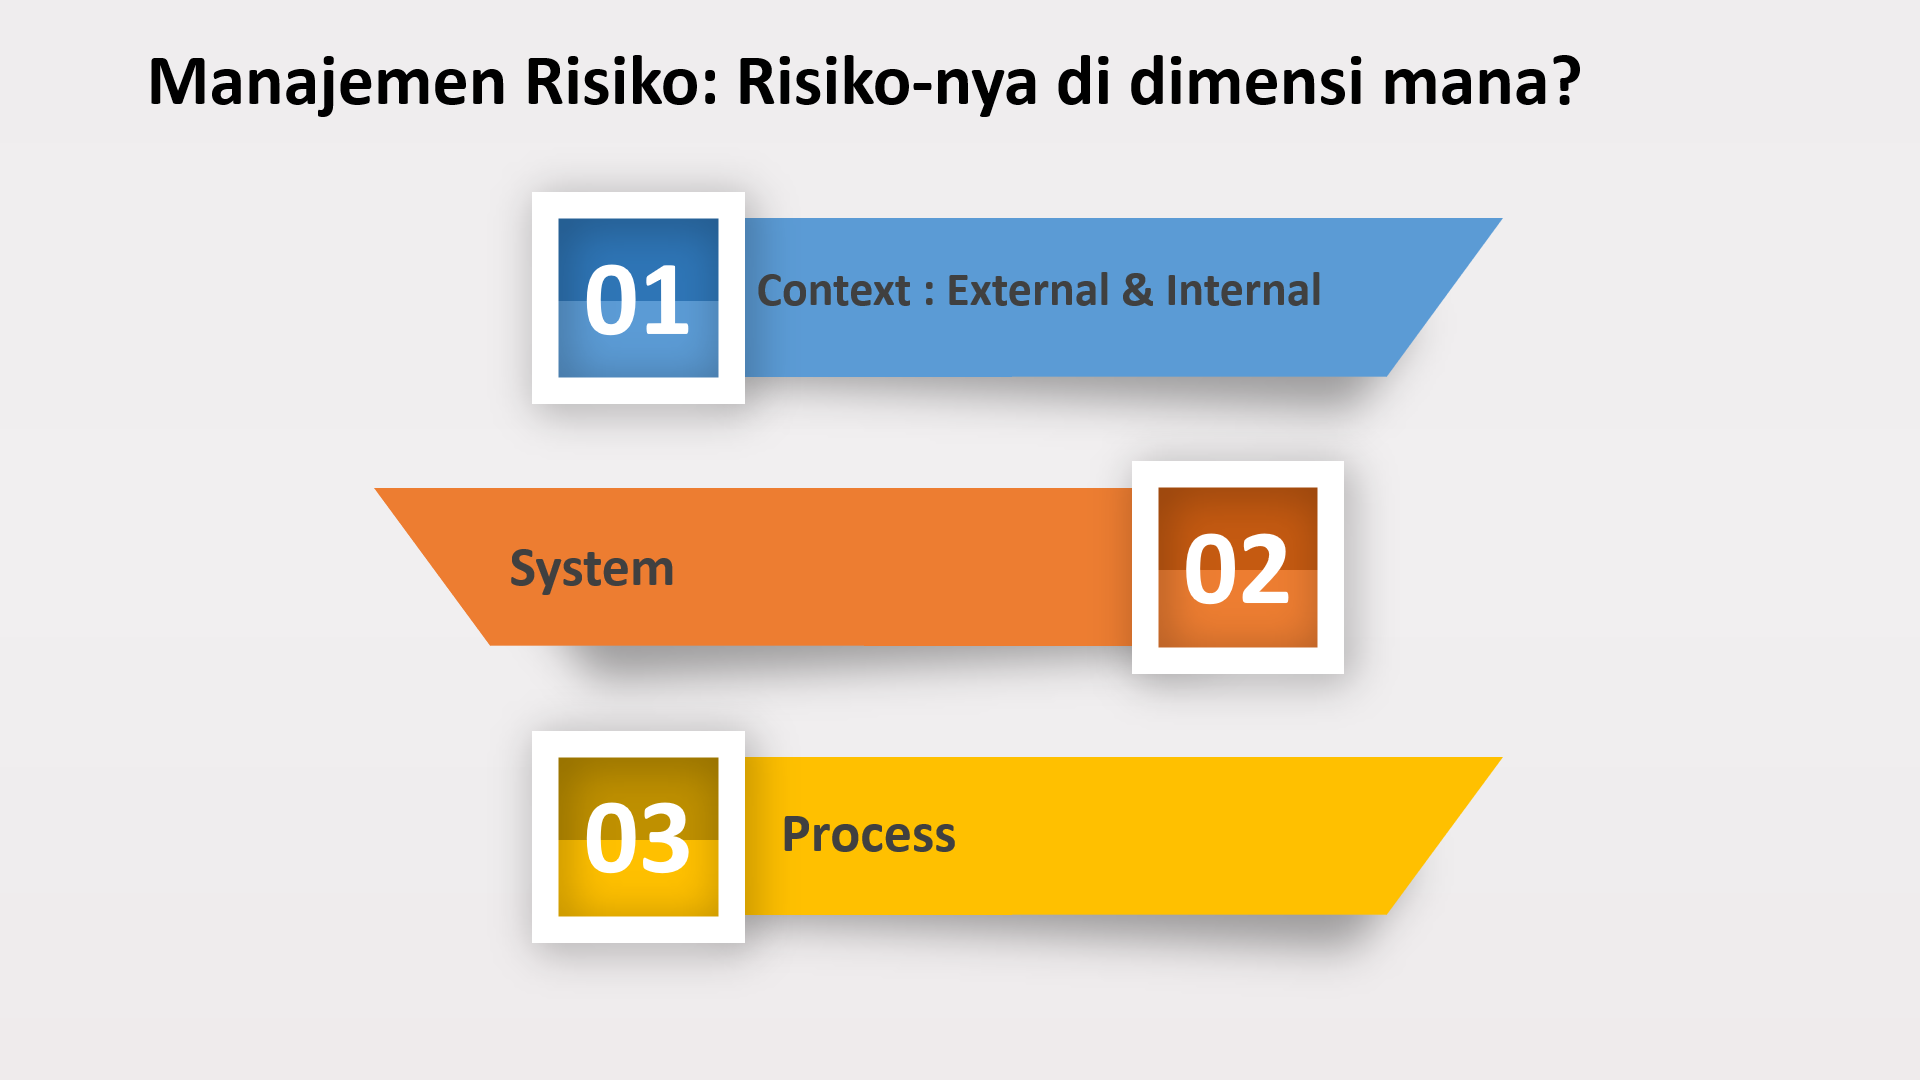 Manajemen Risiko: Risiko-nya di dimensi mana?
01
Context : External & Internal
System
02
03
Process